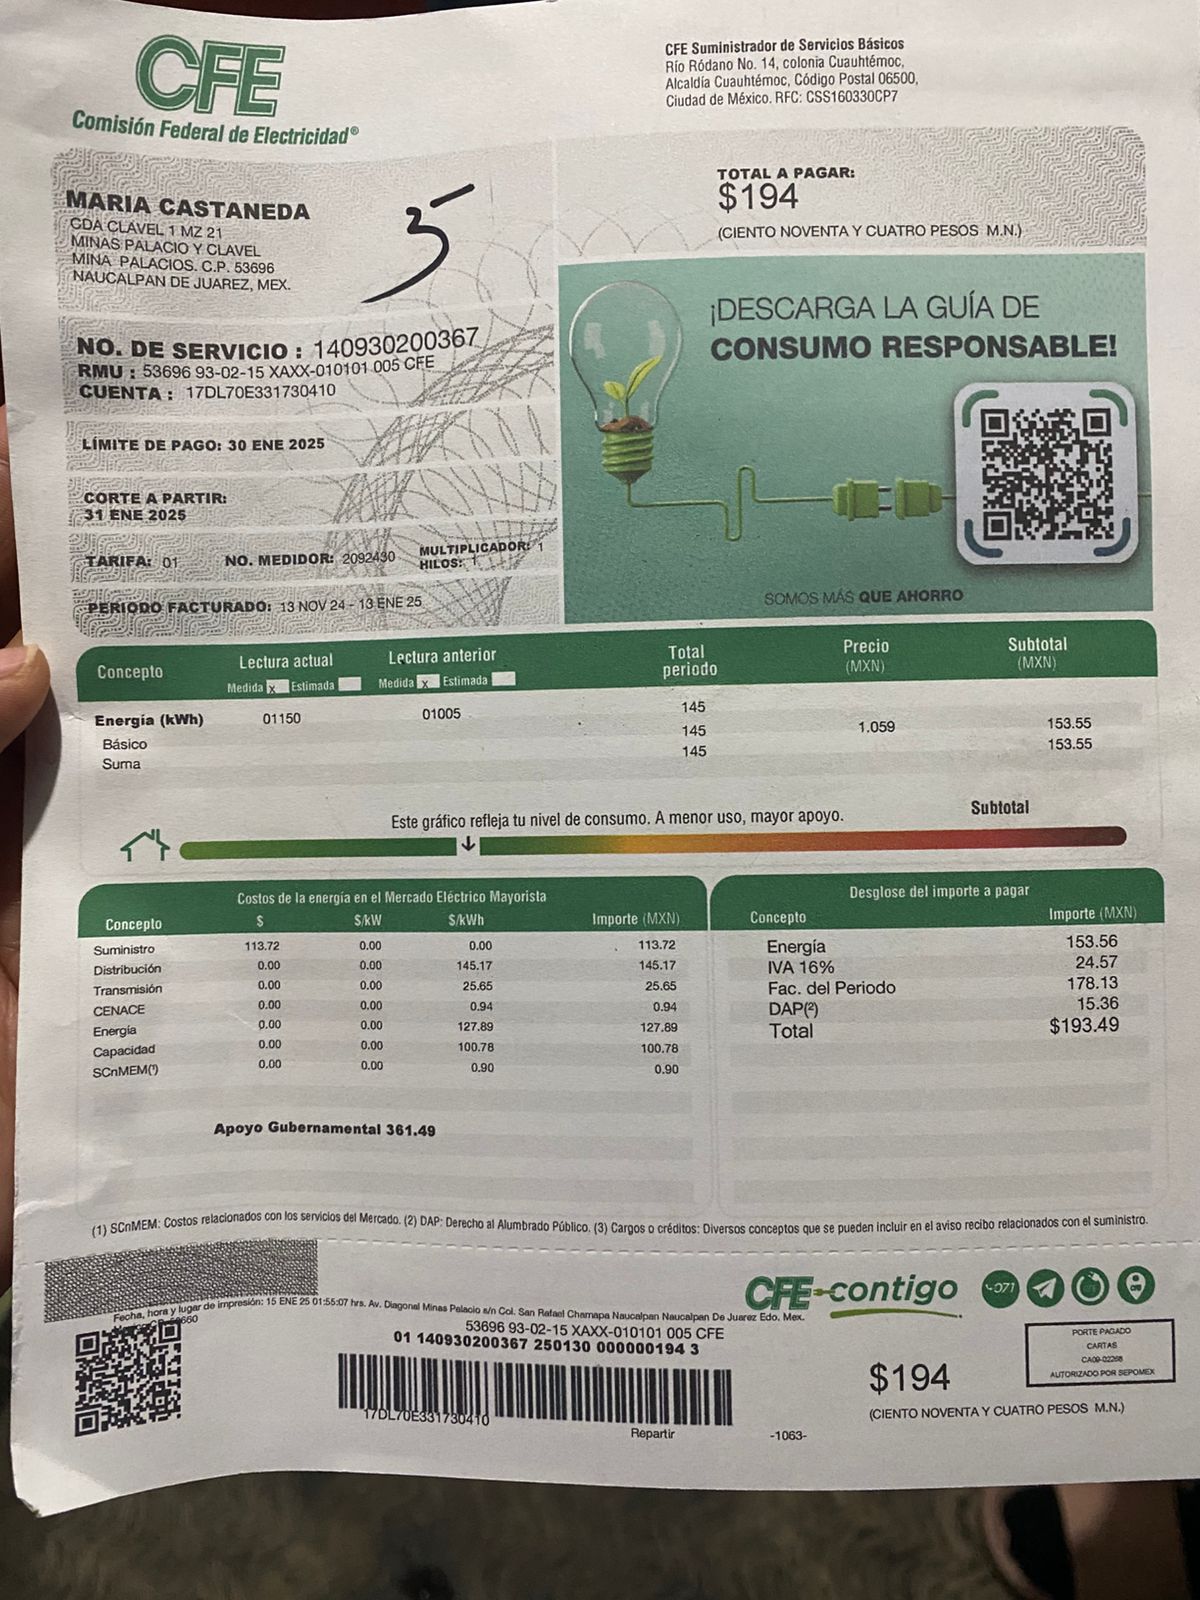 CFE
Comisión Federal de Electricidad®
CFE Suministrador de Servicios Básicos
Río Ródano No. 14, colonia Cuauhtémoc,
Alcaldía Cuauhtémoc, Código Postal 06500,
Ciudad de México. RFC: CSS160330CP7
MARIA CASTANEDA
CDA CLAVEL 1 MZ 21
MINAS PALACIO Y CLAVEL
MINA PALACIOS. C.P. 53696
NAUCALPAN DE JUAREZ, MEX.
5
TOTAL A PAGAR:
$194
(CIENTO NOVENTA Y CUATRO PESOS M.N.)
NO. DE SERVICIO : 140930200367
RMU : 53696 93-02-15 XAXX-010101 005 CFE
CUENTA : 17DL70E331730410
LÍMITE DE PAGO: 30 ENE 2025
CORTE A PARTIR:
31 ENE 2025
TARIFA: 01 NO. MEDIDOR: 2092430 MULTIPLICADOR: 1
HILOS: 1
PERIODO FACTURADO: 13 NOV 24 - 13 ENE 25
¡DESCARGA LA GUÍA DE
CONSUMO RESPONSABLE!
SOMOS MÁS QUE AHORRO
Concepto Lectura actual Lectura anterior Total periodo Precio (MXN) Subtotal (MXN)
Medida x Estimada Medida x Estimada
Energía (kWh) 01150 01005 145
Básico 145 1.059 153.55
Suma 145 153.55
Subtotal
Este gráfico refleja tu nivel de consumo. A menor uso, mayor apoyo.
Costos de la energía en el Mercado Eléctrico Mayorista
Concepto $ $/kW $/kWh Importe (MXN)
Suministro 113.72 0.00 0.00 113.72
Distribución 0.00 0.00 145.17 145.17
Transmisión 0.00 0.00 25.65 25.65
CENACE 0.00 0.00 0.94 0.94
Energía 0.00 0.00 127.89 127.89
Capacidad 0.00 0.00 100.78 100.78
SCnMEM(¹) 0.00 0.00 0.90 0.90
Apoyo Gubernamental 361.49
Desglose del importe a pagar
Concepto Importe (MXN)
Energía 153.56
IVA 16% 24.57
Fac. del Periodo 178.13
DAP(²) 15.36
Total $193.49
(1) SCnMEM: Costos relacionados con los servicios del Mercado. (2) DAP: Derecho al Alumbrado Público. (3) Cargos o créditos: Diversos conceptos que se pueden incluir en el aviso recibo relacionados con el suministro.
CFE contigo
071
Fecha, hora y lugar de impresión: 15 ENE 25 01:55:07 hrs. Av. Diagonal Minas Palacio s/n Col. San Rafael Chamapa Naucalpan Naucalpan De Juarez Edo. Mex.
53696 93-02-15 XAXX-010101 005 CFE
01 140930200367 250130 000000194 3
17DL70E331730410
Repartir
-1063-
$194
(CIENTO NOVENTA Y CUATRO PESOS M.N.)
PORTE PAGADO
CARTAS
CA09-02268
AUTORIZADO POR SEPOMEX